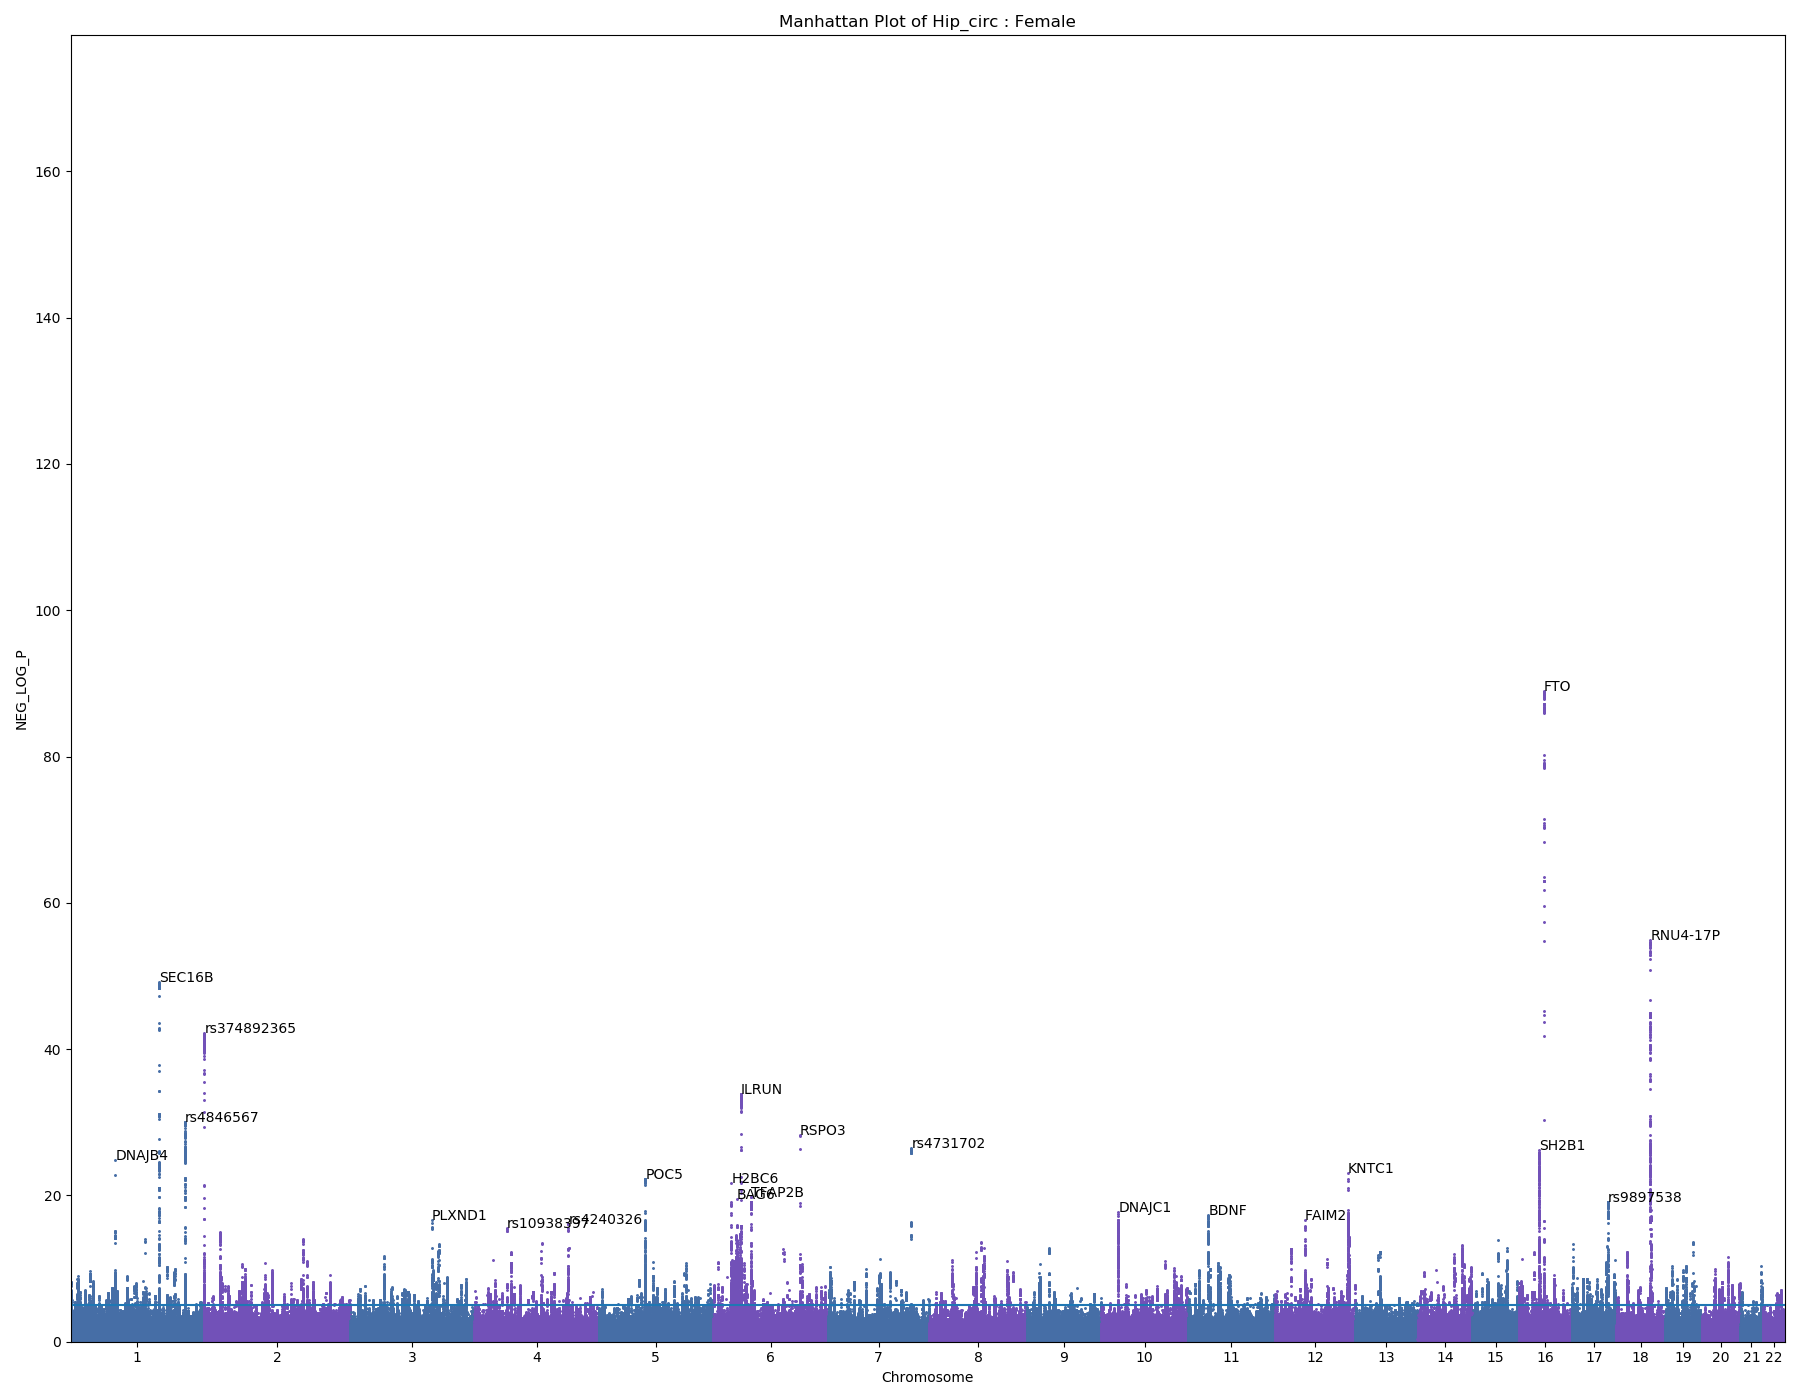 Manhattan Plot of Hip_circ : Female
NEG_LOG_P
160
140
120
100
80
60
40
20
0
FTO
RNU4-17P
SEC16B
rs374892365
ILRUN
rs4846567
RSPO3
rs4731702
SH2B1
DNAJB4
KNTC1
POC5
H2BC6
TFAP2B
BAG6
rs9897538
DNAJC1
BDNF
PLXND1
FAIM2
rs10938397
rs4240326
1 2 3 4 5 6 7 8 9 10 11 12 13 14 15 16 17 18 19 20 21 22
Chromosome